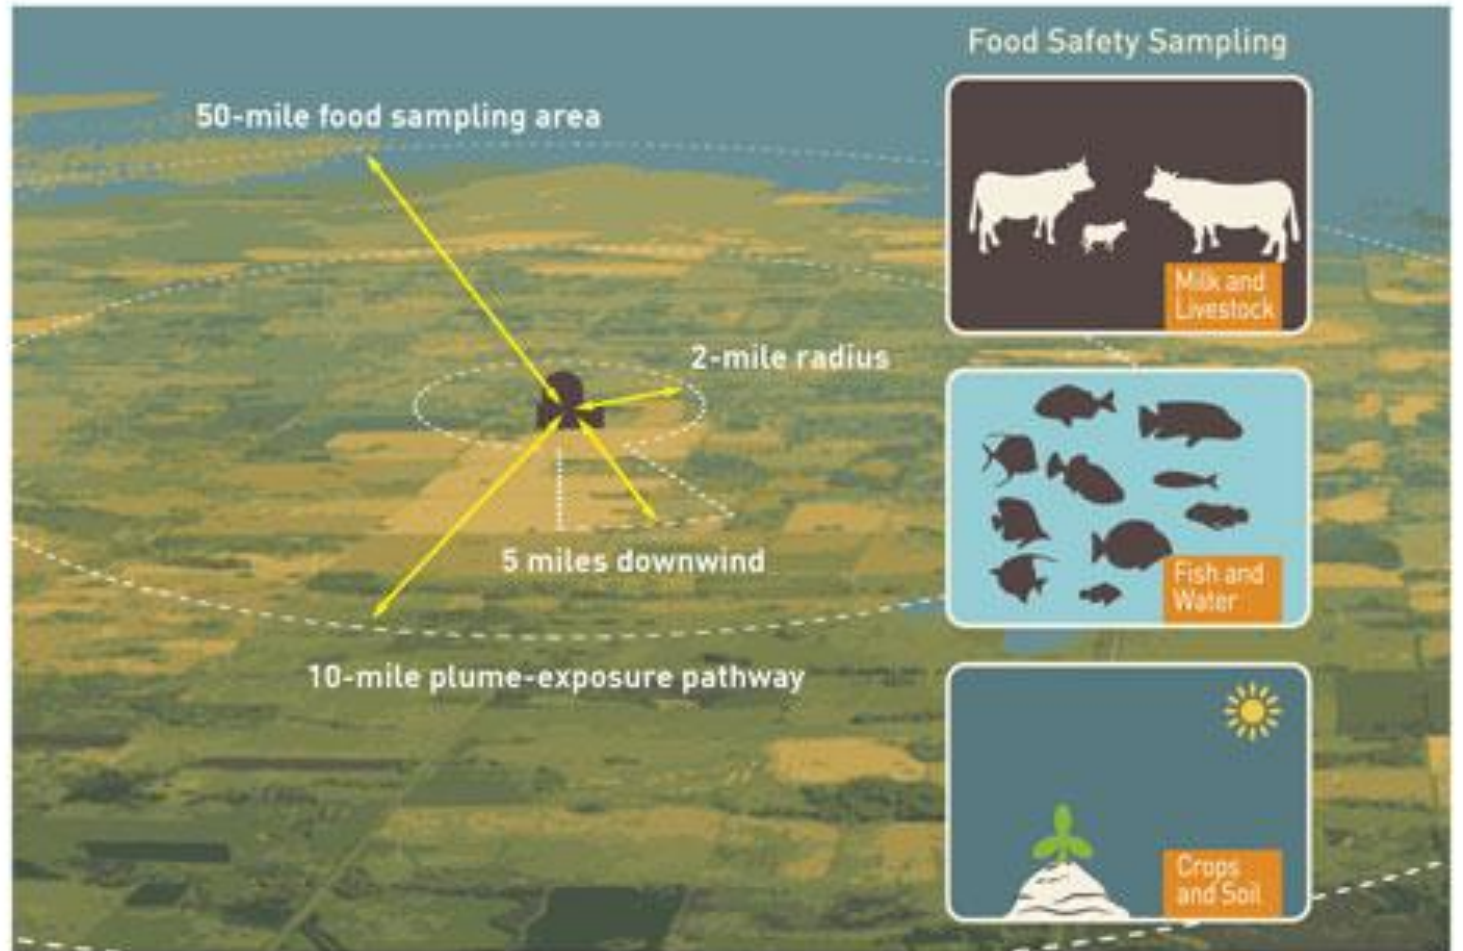 Food Safety Sampling
50-mile food sampling area
Milk and
Livestock
2-mile radius
5 miles downwind
Fish and
Water
10-mile plume-exposure pathway
Crops
and Soil